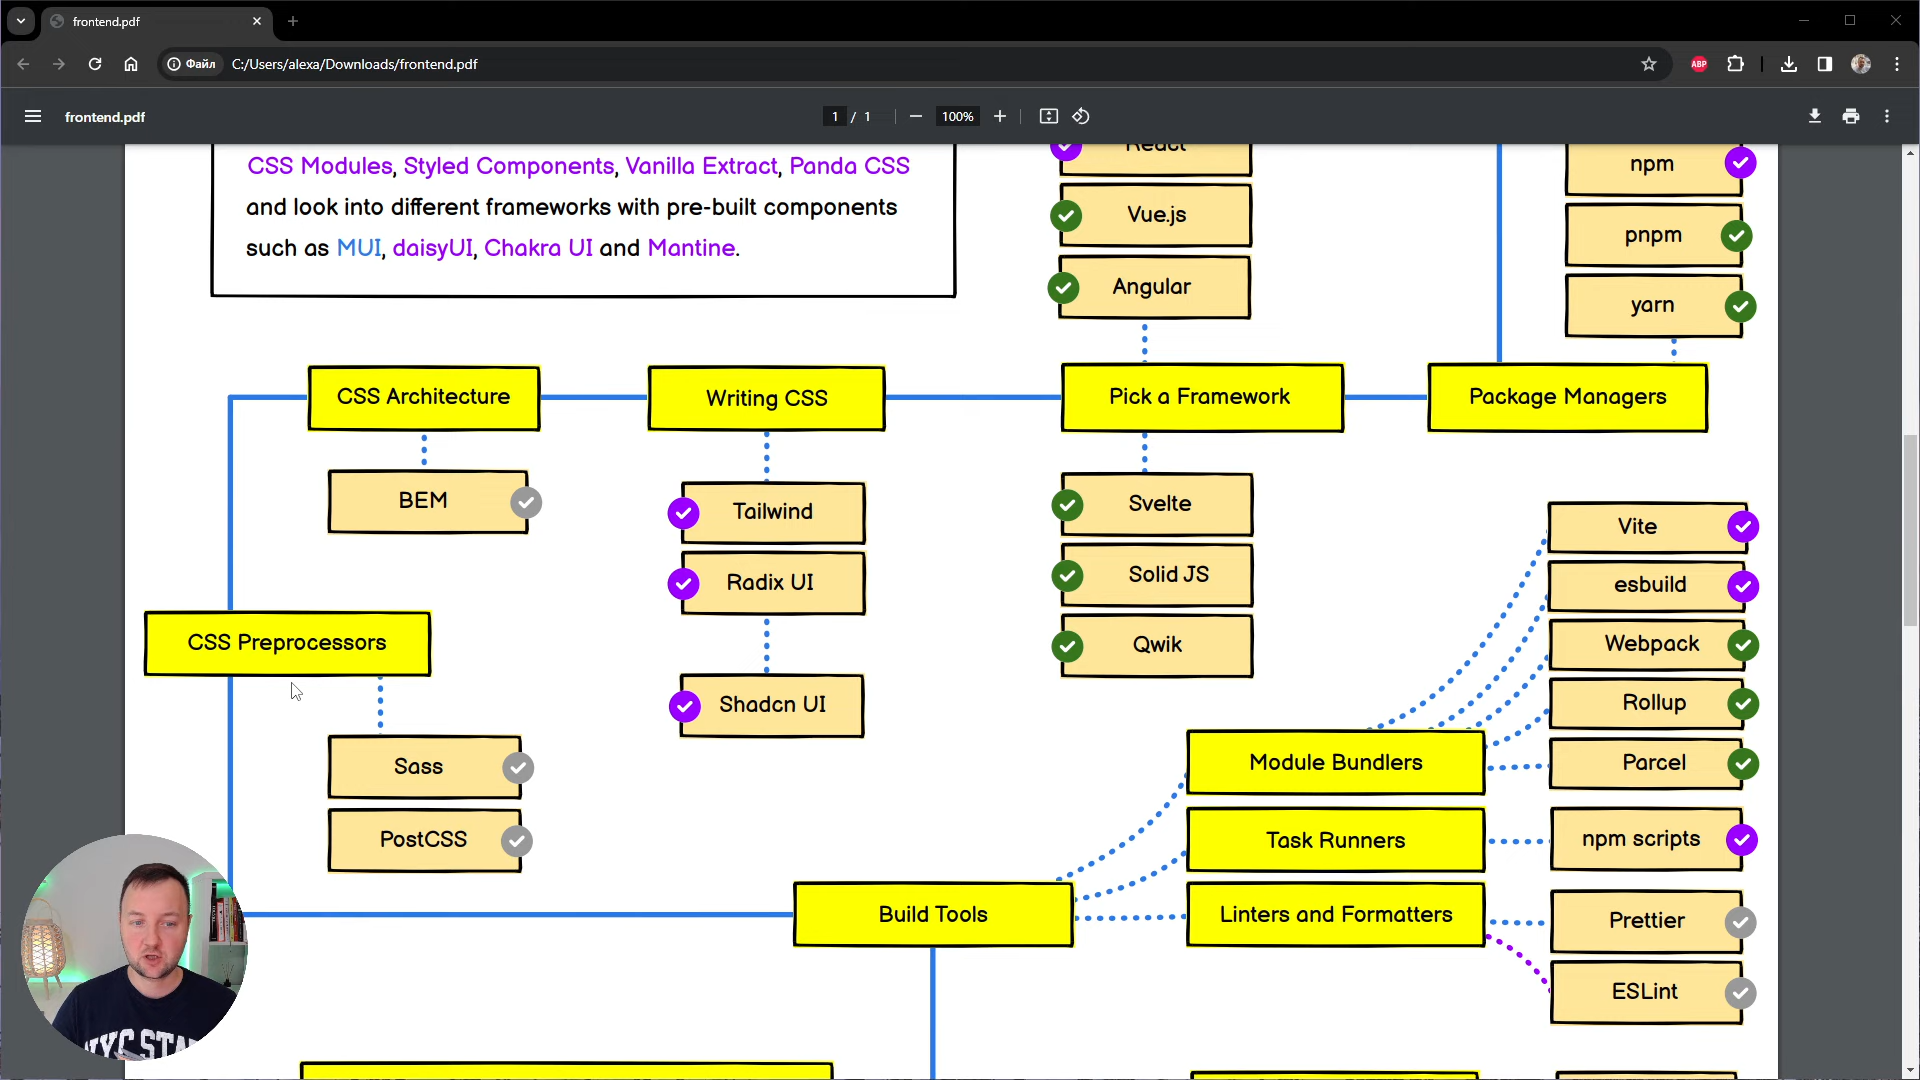 frontend.pdf
Файл
C:/Users/alexa/Downloads/frontend.pdf
ABP
frontend.pdf
1 / 1
100%
CSS Modules, Styled Components, Vanilla Extract, Panda CSS
and look into different frameworks with pre-built components
such as MUI, daisyUI, Chakra UI and Mantine.
React
Vue.js
Angular
npm
pnpm
yarn
CSS Architecture
Writing CSS
Pick a Framework
Package Managers
BEM
Tailwind
Radix UI
Shadcn UI
Svelte
Solid JS
Qwik
CSS Preprocessors
Sass
PostCSS
Vite
esbuild
Webpack
Rollup
Parcel
Module Bundlers
Task Runners
npm scripts
Build Tools
Linters and Formatters
Prettier
ESLint